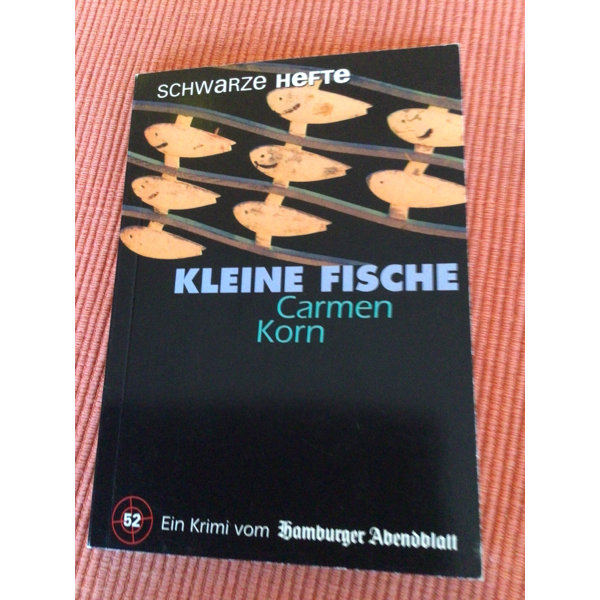 SCHWARZE HEFTE
KLEINE FISCHE
Carmen
Korn
52 Ein Krimi vom Hamburger Abendblatt